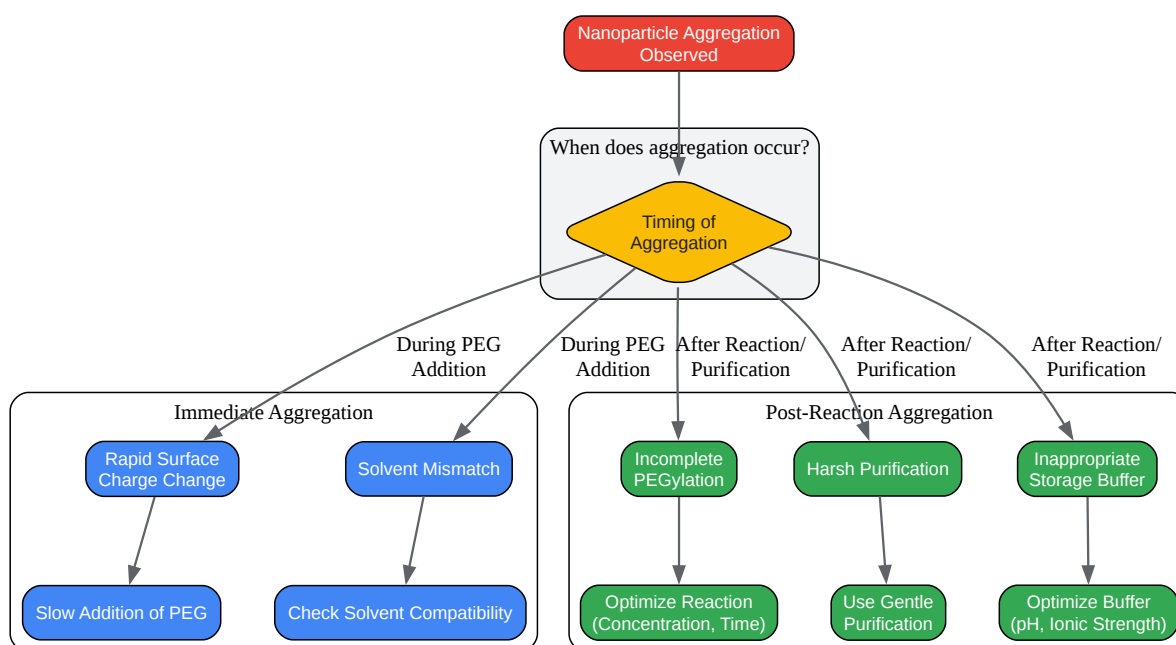 Nanoparticle Aggregation
Observed
When does aggregation occur?
Timing of
Aggregation
During PEG
Addition
During PEG
Addition
After Reaction/
Purification
After Reaction/
Purification
After Reaction/
Purification
Immediate Aggregation
Post-Reaction Aggregation
Rapid Surface
Charge Change
Solvent Mismatch
Incomplete
PEGylation
Harsh Purification
Inappropriate
Storage Buffer
Slow Addition of PEG
Check Solvent Compatibility
Optimize Reaction
(Concentration, Time)
Use Gentle
Purification
Optimize Buffer
(pH, Ionic Strength)